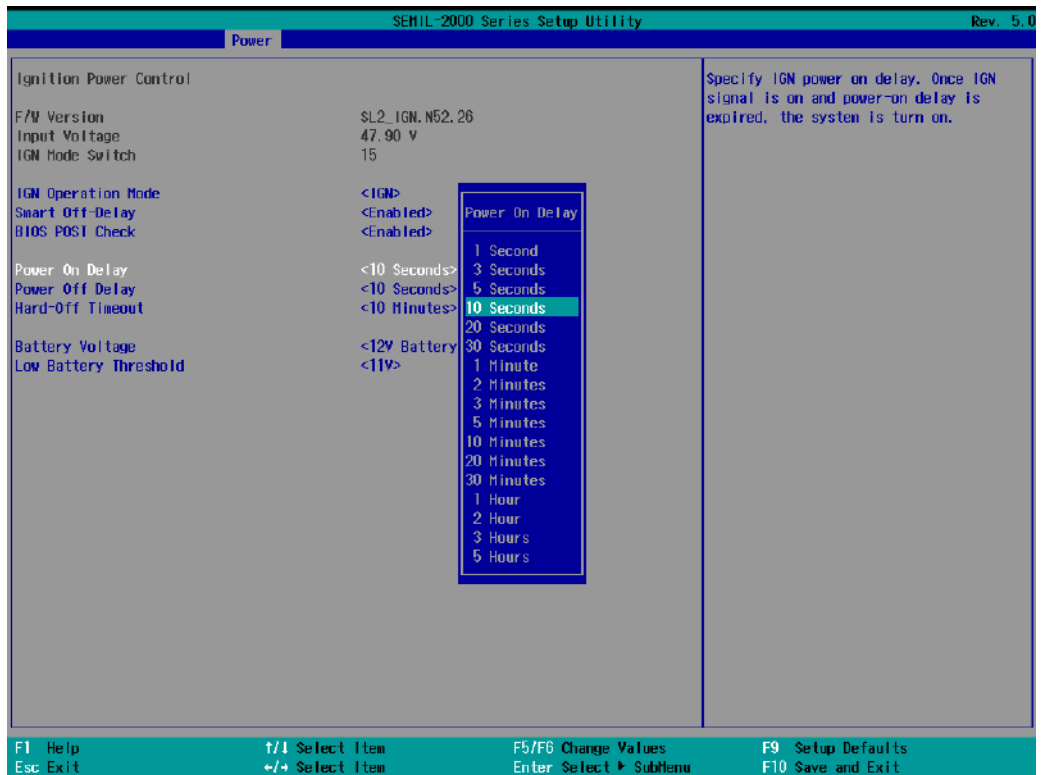 SEMIL-2000 Series Setup Utility Rev. 5.0
Power
Ignition Power Control
F/W Version SL2_IGN.N52.26
Input Voltage 47.90 V
IGN Mode Switch 15
IGN Operation Mode <IGN>
Smart Off-Delay <Enabled>
BIOS POST Check <Enabled>
Power On Delay <10 Seconds>
Power Off Delay <10 Seconds>
Hard-Off Timeout <10 Minutes>
Battery Voltage <12V Battery
Low Battery Threshold <11V>
Power On Delay
1 Second
3 Seconds
5 Seconds
10 Seconds
20 Seconds
30 Seconds
1 Minute
2 Minutes
3 Minutes
5 Minutes
10 Minutes
20 Minutes
30 Minutes
1 Hour
2 Hour
3 Hours
5 Hours
Specify IGN power on delay. Once IGN
signal is on and power-on delay is
expired, the system is turn on.
F1 Help ↑/↓ Select Item F5/F6 Change Values F9 Setup Defaults
Esc Exit ←/→ Select Item Enter Select ▶ SubMenu F10 Save and Exit